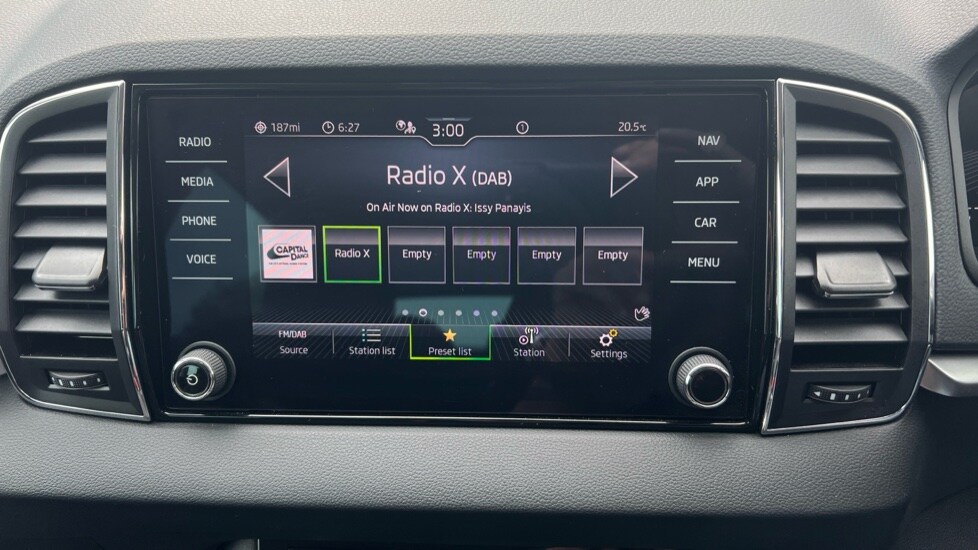 187mi 6:27 3:00 1 20.5°C
RADIO
MEDIA
PHONE
VOICE
Radio X (DAB)
On Air Now on Radio X: Issy Panayis
CAPITAL
DANCE
Radio X
Empty
Empty
Empty
Empty
FM/DAB
Source
Station list
Preset list
Station
Settings
NAV
APP
CAR
MENU